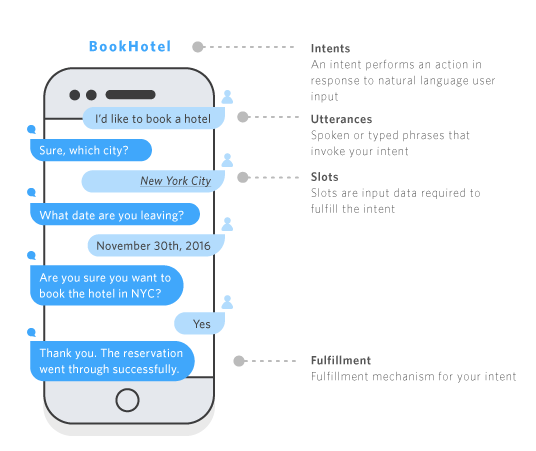 BookHotel
Intents
An intent performs an action in
response to natural language user
input
I'd like to book a hotel
Utterances
Spoken or typed phrases that
invoke your intent
Sure, which city?
New York City
Slots
Slots are input data required to
fulfill the intent
What date are you leaving?
November 30th, 2016
Are you sure you want to
book the hotel in NYC?
Yes
Thank you. The reservation
went through successfully.
Fulfillment
Fulfillment mechanism for your intent